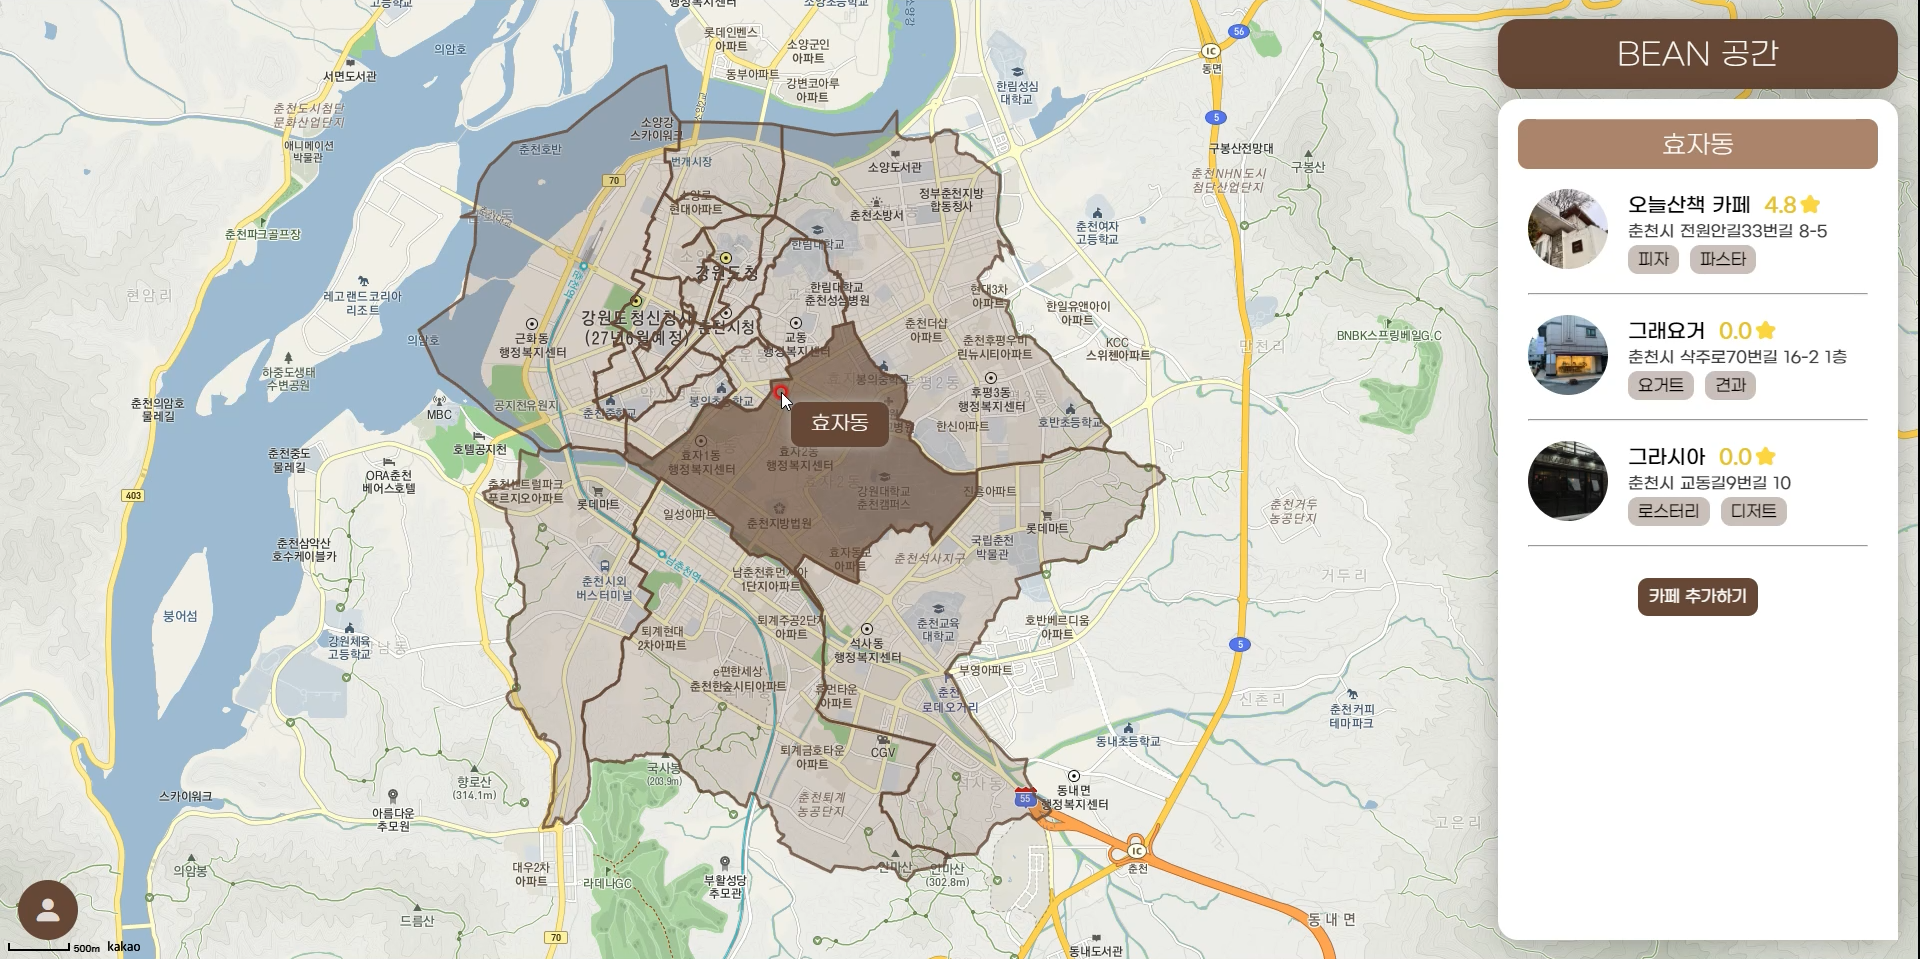 BEAN 공간
효자동
오늘산책 카페 4.8
춘천시 전원안길33번길 8-5
피자 파스타
그래요거 0.0
춘천시 삭주로70번길 16-2 1층
요거트 견과
그라시아 0.0
춘천시 교동길9번길 10
로스터리 디저트
카페 추가하기
고등학교
행정복지센터
소양초등학교
소양강
의암호
롯데인벤스
아파트
소양군인
아파트
56
IC
동면
서면도서관
동부아파트
강변코아루
아파트
한림성심
대학교
춘천도시첨단
문화산업단지
애니메이션
박물관
춘천호반
소양강
스카이워크
소양2교
5
번개시장
소양도서관
구봉산전망대
구봉산
춘천NHN도시
첨단산업단지
70
소양로
현대아파트
정부춘천지방
합동청사
춘천소방서
춘천여자
고등학교
춘천파크골프장
한림대학교
강원도청
현암리
레고랜드코리아
리조트
춘천역
한림대학교
춘천성심병원
현대3차
아파트
한일유앤아이
아파트
강원도청신청사
(27년6월예정)
춘천시청
교동
행정복지센터
근화동
행정복지센터
의암호
춘천더샵
아파트
춘천후평우미
린뉴시티아파트
KCC
스위첸아파트
만천리
BNBK스프링베일G.C
하중도생태
수변공원
공지천유원지
춘천중학교
봉의초등학교
봉의중학교
후평3동
행정복지센터
춘천의암호
물레길
MBC
호텔공지천
효자동
한신아파트
호반초등학교
춘천중도
물레길
ORA춘천
베어스호텔
효자1동
행정복지센터
효자2동
행정복지센터
403
춘천센트럴파크
푸르지오아파트
롯데마트
일성아파트
춘천지방법원
강원대학교
춘천캠퍼스
진흥아파트
롯데마트
춘천거두
농공단지
춘천삼악산
호수케이블카
효자동교
아파트
춘천석사지구
국립춘천
박물관
남춘천역
춘천시외
버스터미널
남춘천휴먼시아
1단지아파트
거두리
붕어섬
강원체육
고등학교
퇴계현대
2차아파트
퇴계주공2단지
아파트
석사동
행정복지센터
춘천교육
대학교
호반베르디움
아파트
5
e편한세상
춘천한숲시티아파트
휴먼타운
아파트
부영아파트
춘천
로데오거리
신촌리
춘천커피
테마파크
동내초등학교
퇴계금호타운
아파트
CGV
국사봉
(203.9m)
향로산
(314.1m)
스카이워크
아름다운
추모원
춘천퇴계
농공단지
석사동
55
동내면
행정복지센터
고은리
IC
춘천
의암봉
대우2차
아파트
라데나GC
부활성당
추모관
안마산
안마산
(302.8m)
드름산
동내면
70
동내도서관
500m kakao